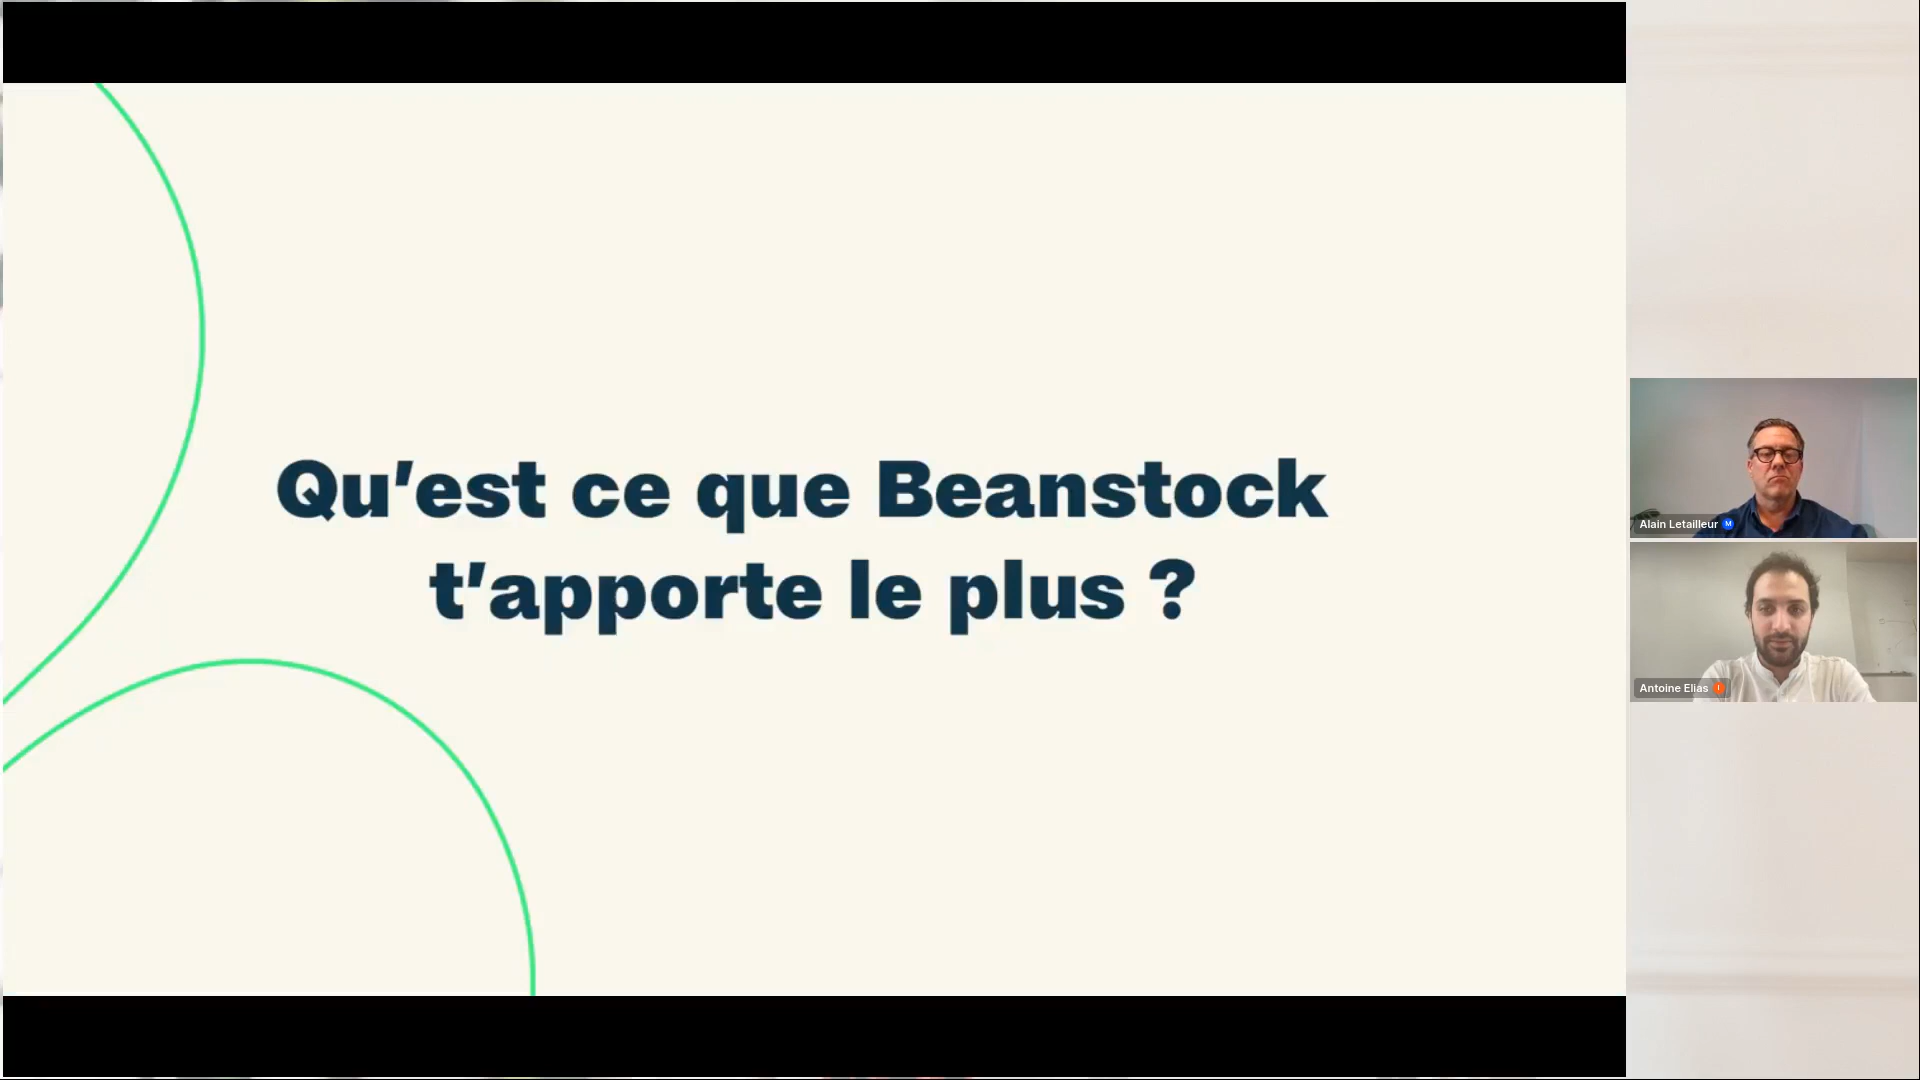 Qu’est ce que Beanstock
t’apporte le plus ?
Alain Letailleur M
Antoine Elias I